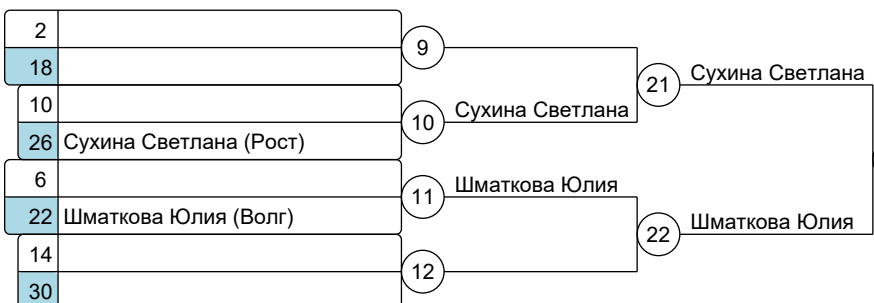 2
9
18
21 Сухина Светлана
10
10 Сухина Светлана
26 Сухина Светлана (Рост)
6
11 Шматкова Юлия
22 Шматкова Юлия (Волг)
22 Шматкова Юлия
14
12
30